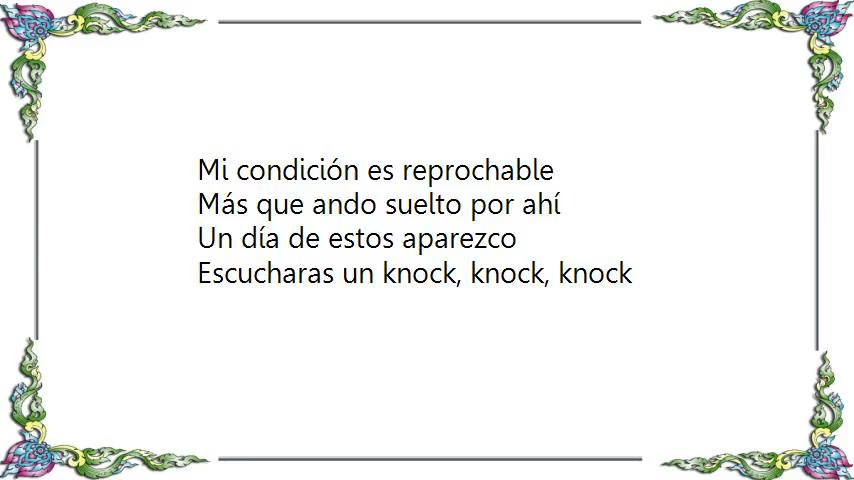 Mi condición es reprochable
Más que ando suelto por ahí
Un día de estos aparezco
Escucharas un knock, knock, knock